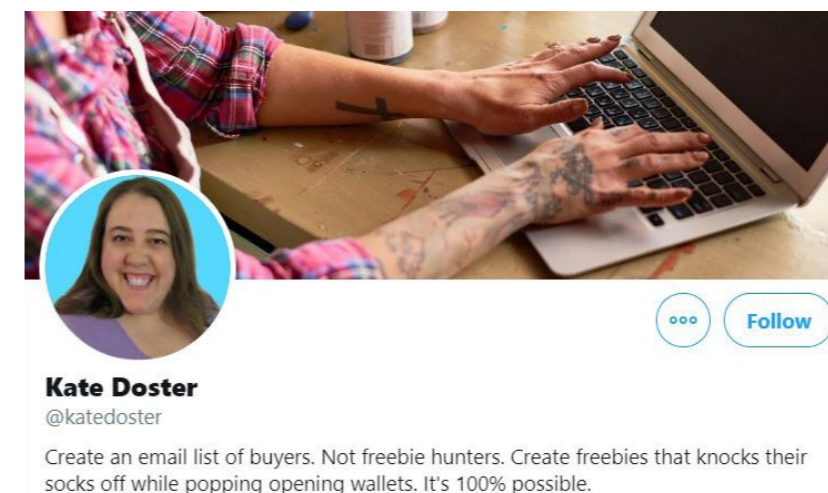 Follow
Kate Doster
@katedoster
Create an email list of buyers. Not freebie hunters. Create freebies that knocks their
socks off while popping opening wallets. It's 100% possible.